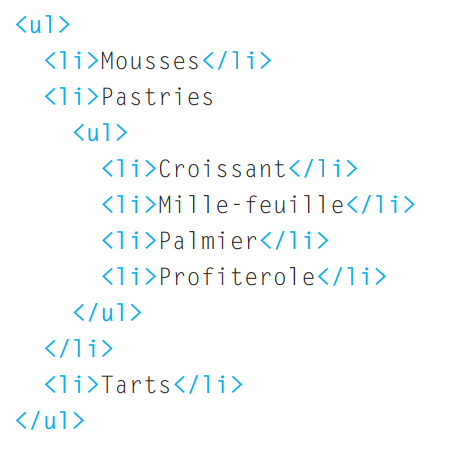 <ul>
<li>Mousses</li>
<li>Pastries
<ul>
<li>Croissant</li>
<li>Mille-feuille</li>
<li>Palmier</li>
<li>Profiterole</li>
</ul>
</li>
<li>Tarts</li>
</ul>